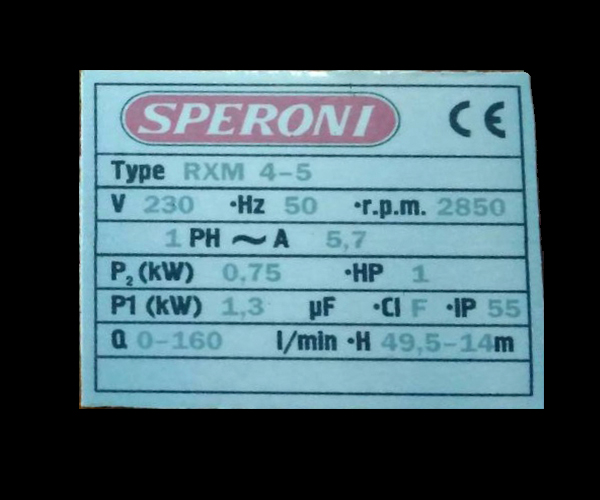 SPERONI CE
Type RXM 4-5
V 230 ·Hz 50 ·r.p.m. 2850
1 PH ~ A 5,7
P₂ (kW) 0,75 ·HP 1
P1 (kW) 1,3 µF ·Cl F ·IP 55
Q 0-160 l/min ·H 49,5-14m